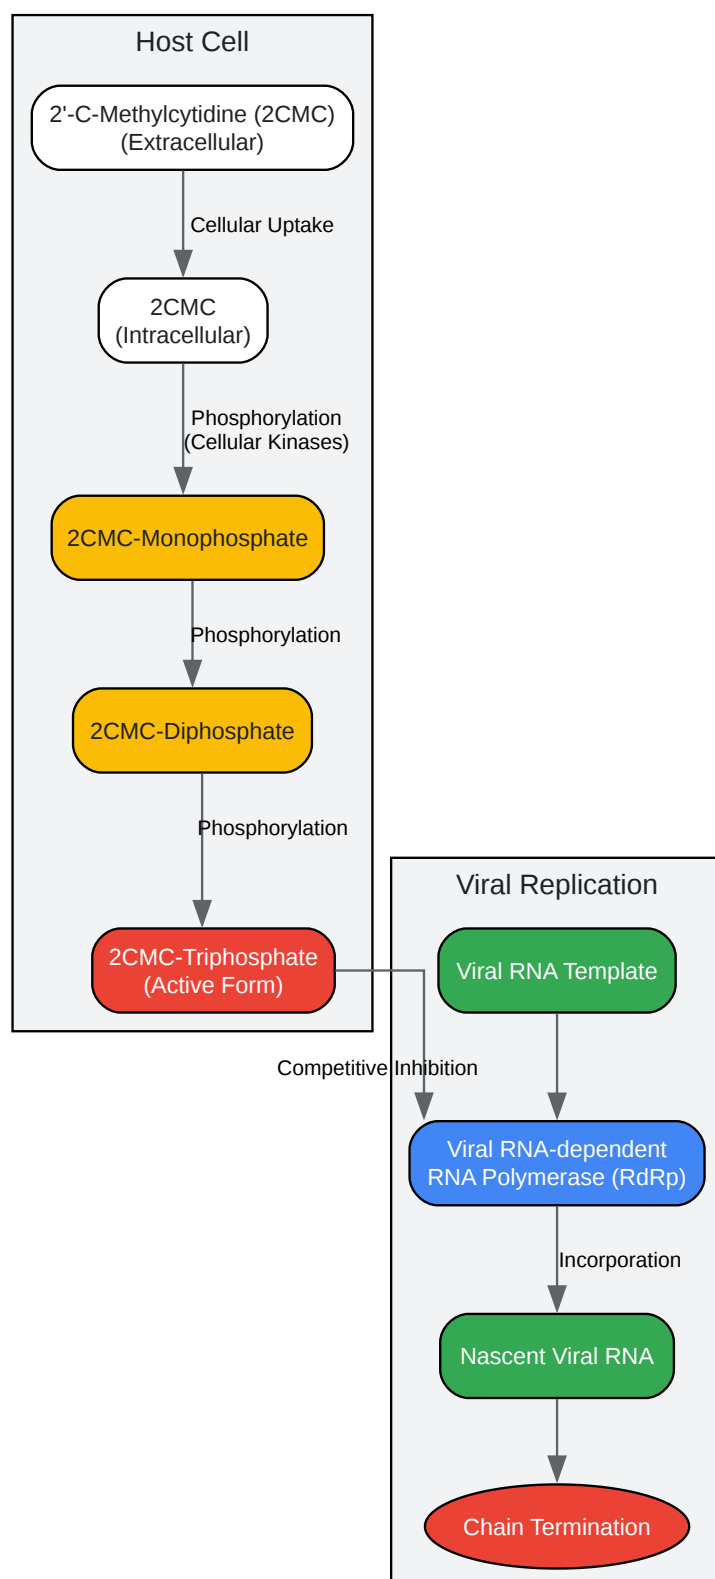 Host Cell
2'-C-Methylcytidine (2CMC)
(Extracellular)
Cellular Uptake
2CMC
(Intracellular)
Phosphorylation
(Cellular Kinases)
2CMC-Monophosphate
Phosphorylation
2CMC-Diphosphate
Phosphorylation
2CMC-Triphosphate
(Active Form)
Viral Replication
Viral RNA Template
Competitive Inhibition
Viral RNA-dependent
RNA Polymerase (RdRp)
Incorporation
Nascent Viral RNA
Chain Termination